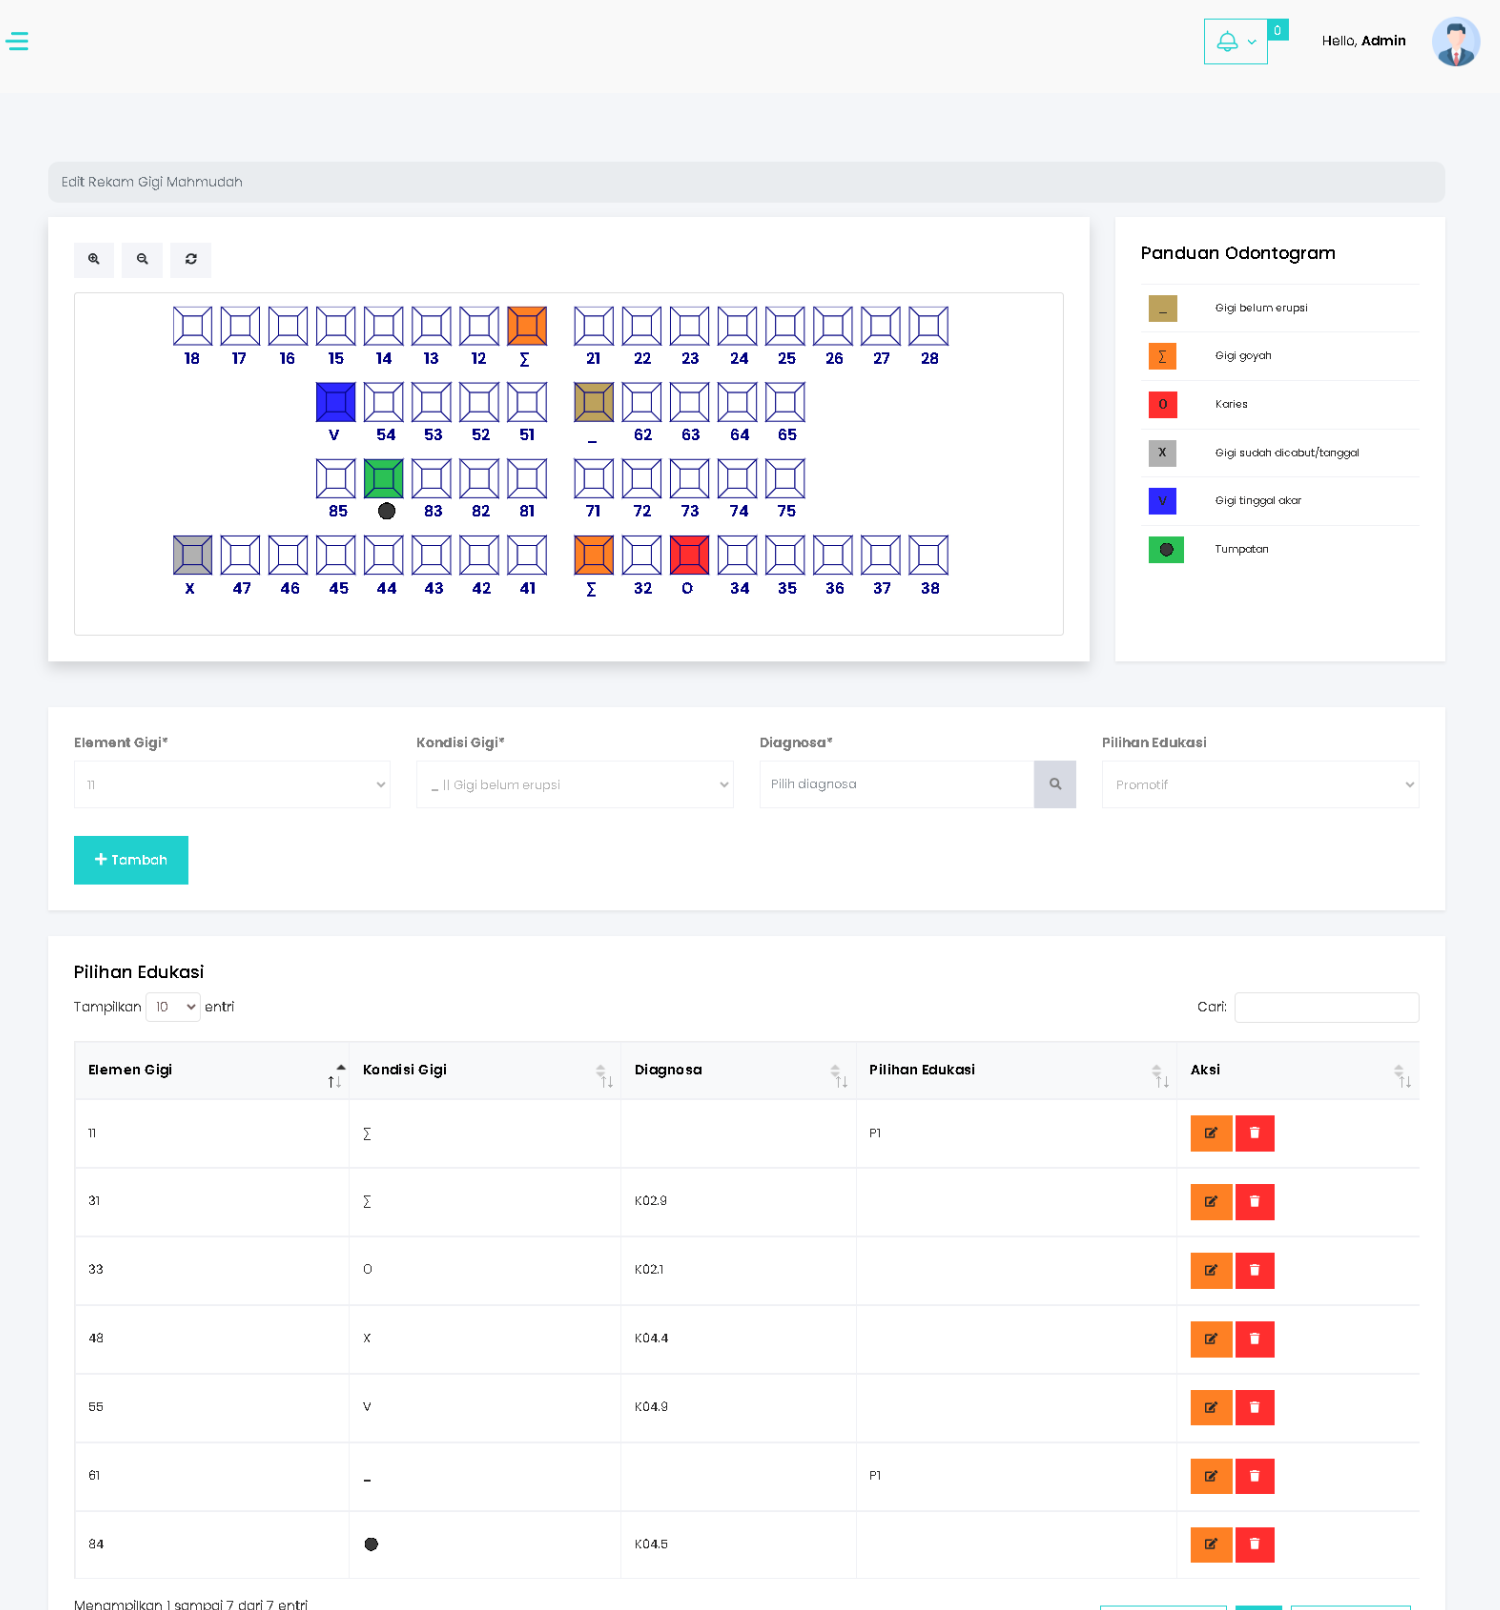 0
Hello, Admin
Edit Rekam Gigi Mahmudah
18 17 16 15 14 13 12 ∑ 21 22 23 24 25 26 27 28
V 54 53 52 51 _ 62 63 64 65
85 ● 83 82 81 71 72 73 74 75
X 47 46 45 44 43 42 41 ∑ 32 O 34 35 36 37 38
Panduan Odontogram
_ Gigi belum erupsi
∑ Gigi goyah
O Karies
X Gigi sudah dicabut/tanggal
V Gigi tinggal akar
● Tumpatan
Element Gigi* Kondisi Gigi* Diagnosa* Pilihan Edukasi
11 _ || Gigi belum erupsi Pilih diagnosa Promotif
Tambah
Pilihan Edukasi
Tampilkan 10 entri Cari:
Elemen Gigi Kondisi Gigi Diagnosa Pilihan Edukasi Aksi
11 ∑ P1
31 ∑ K02.9
33 O K02.1
48 X K04.4
55 V K04.9
61 _ P1
84 ● K04.5
Menampilkan 1 sampai 7 dari 7 entri